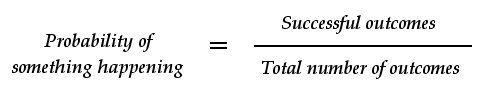 Probability of
something happening
=
Successful outcomes
Total number of outcomes